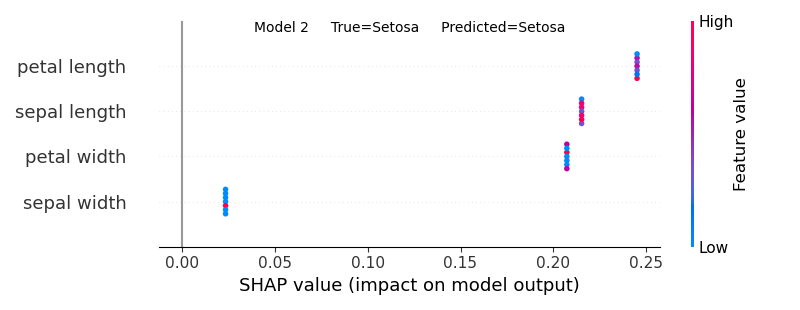 Model 2 True=Setosa Predicted=Setosa
High
petal length
sepal length
petal width
sepal width
Feature value
Low
0.00 0.05 0.10 0.15 0.20 0.25
SHAP value (impact on model output)